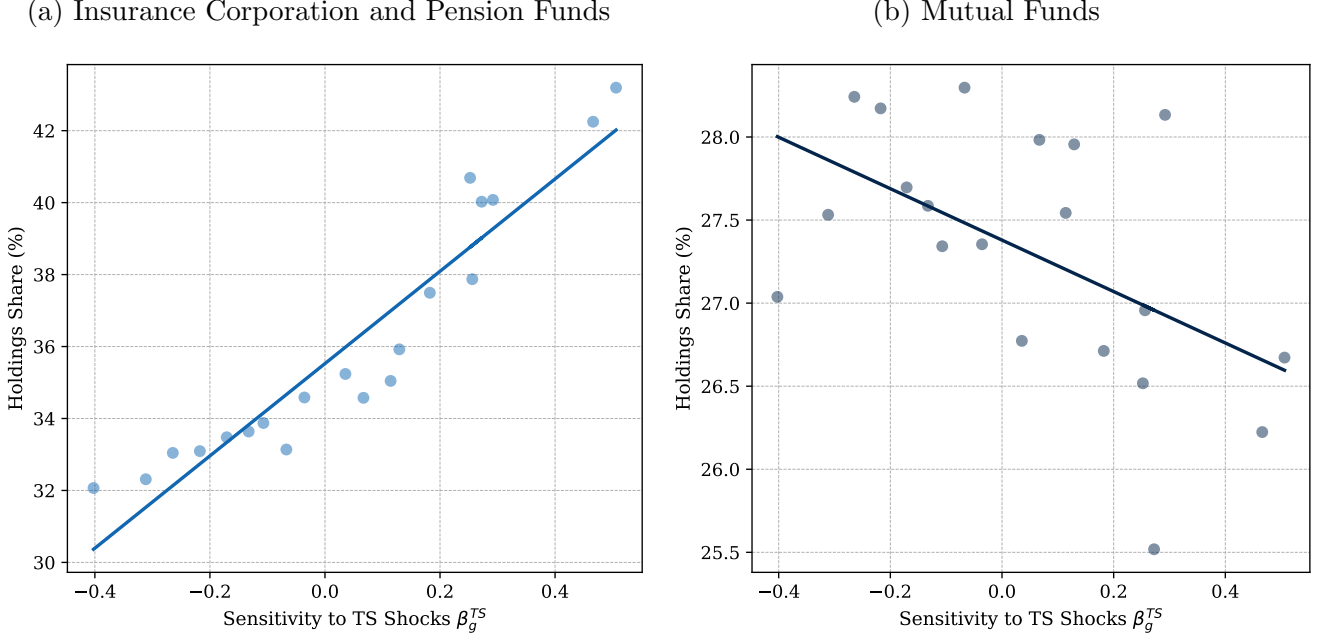 (a) Insurance Corporation and Pension Funds
(b) Mutual Funds
Holdings Share (%)
42
40
38
36
34
32
30
−0.4 −0.2 0.0 0.2 0.4
Sensitivity to TS Shocks β_g^{TS}
Holdings Share (%)
28.0
27.5
27.0
26.5
26.0
25.5
−0.4 −0.2 0.0 0.2 0.4
Sensitivity to TS Shocks β_g^{TS}